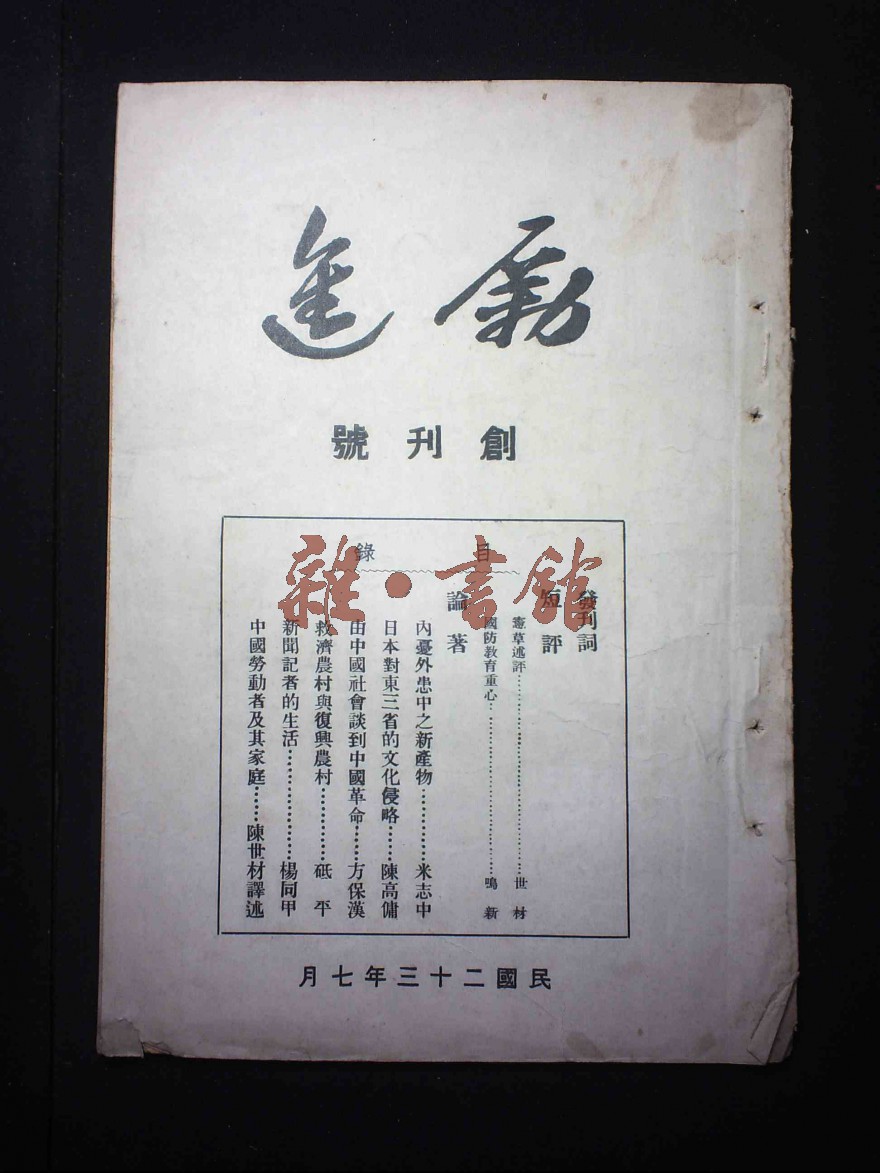 勵進
創刊號
目錄
發刊詞
短評
憲草述評……………………世材
國防教育重心……………………鳴新
論著
內憂外患中之新產物…………米志中
日本對東三省的文化侵略……陳高傭
由中國社會談到中國革命……方保漢
救濟農村與復興農村…………砥平
新聞記者的生活………………楊同甲
中國勞動者及其家庭……陳世材譯述
民國二十三年七月
雜·書館